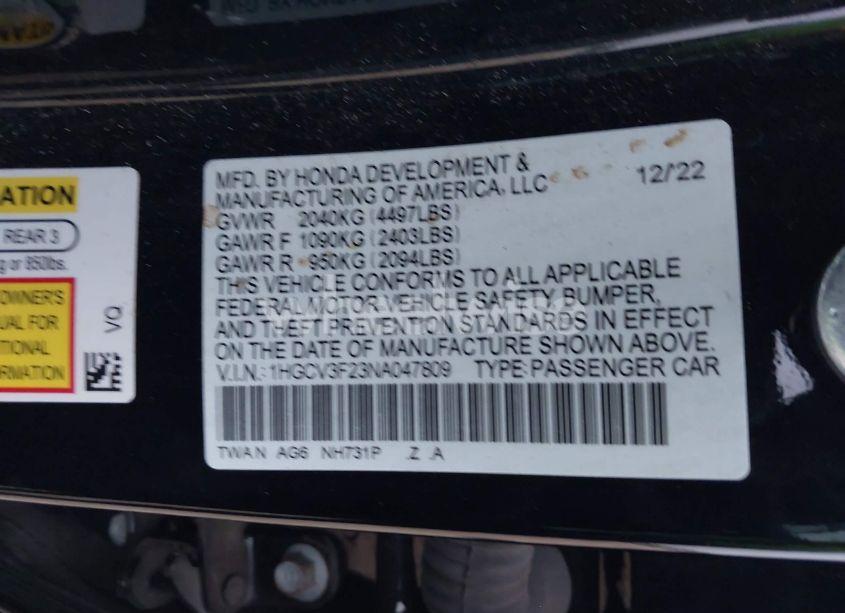 MFD. BY HONDA DEVELOPMENT &
MANUFACTURING OF AMERICA, LLC 12/22
GVWR 2040KG (4497LBS)
GAWR F 1090KG (2403LBS)
GAWR R 950KG (2094LBS)
THIS VEHICLE CONFORMS TO ALL APPLICABLE
FEDERAL MOTOR VEHICLE SAFETY, BUMPER,
AND THEFT PREVENTION STANDARDS IN EFFECT
ON THE DATE OF MANUFACTURE SHOWN ABOVE.
V.I.N.: 1HGCV3F23NA047809 TYPE: PASSENGER CAR
TWAN AG6 NH731P .Z .A
ATION
REAR 3
g or 850lbs.
OWNER'S
UAL FOR
TIONAL
RMATION
VQ